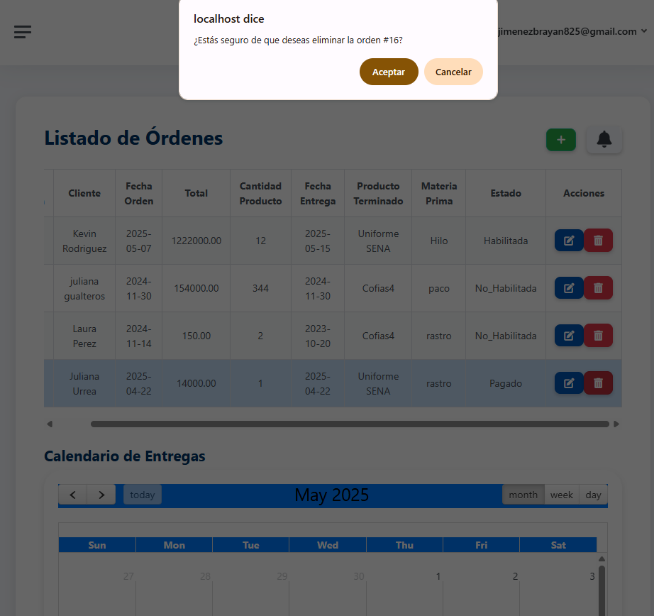 localhost dice
¿Estás seguro de que deseas eliminar la orden #16?
Aceptar
Cancelar
jimenezbrayan825@gmail.com
Listado de Órdenes
+
Cliente
Fecha
Orden
Total
Cantidad
Producto
Fecha
Entrega
Producto
Terminado
Materia
Prima
Estado
Acciones
Kevin
Rodriguez
2025-
05-07
1222000.00
12
2025-
05-15
Uniforme
SENA
Hilo
Habilitada
juliana
gualteros
2024-
11-30
154000.00
344
2024-
11-30
Cofias4
paco
No_Habilitada
Laura
Perez
2024-
11-14
150.00
2
2023-
10-20
Cofias4
rastro
No_Habilitada
Juliana
Urrea
2025-
04-22
14000.00
1
2025-
04-22
Uniforme
SENA
rastro
Pagado
Calendario de Entregas
today
May 2025
month
week
day
Sun
Mon
Tue
Wed
Thu
Fri
Sat
27
28
29
30
1
2
3